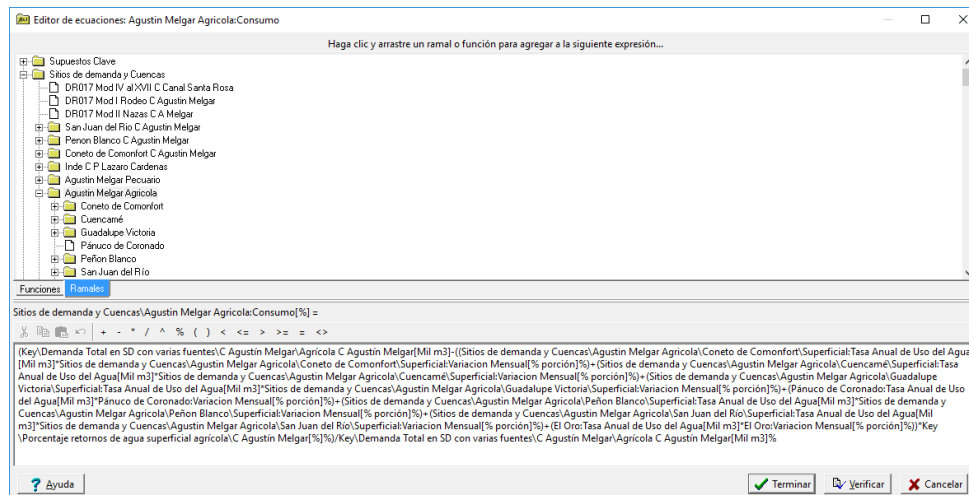 Editor de ecuaciones: Agustin Melgar Agricola:Consumo
Haga clic y arrastre un ramal o función para agregar a la siguiente expresión...
Supuestos Clave
Sitios de demanda y Cuencas
DR017 Mod IV al XVII C Canal Santa Rosa
DR017 Mod I Rodeo C Agustin Melgar
DR017 Mod II Nazas C A Melgar
San Juan del Rio C Agustin Melgar
Penon Blanco C Agustin Melgar
Coneto de Comonfort C Agustin Melgar
Inde C P Lazaro Cardenas
Agustin Melgar Pecuario
Agustin Melgar Agricola
Coneto de Comonfort
Cuencamé
Guadalupe Victoria
Pánuco de Coronado
Peñon Blanco
San Juan del Río
Funciones Ramales
Sitios de demanda y Cuencas\Agustin Melgar Agricola:Consumo[%] =
+ - * / ^ % ( ) < <= > >= = <>
(Key\Demanda Total en SD con varias fuentes\C Agustín Melgar\Agrícola C Agustín Melgar[Mil m3]-((Sitios de demanda y Cuencas\Agustin Melgar Agricola\Coneto de Comonfort\Superficial:Tasa Anual de Uso del Agua
[Mil m3]*Sitios de demanda y Cuencas\Agustin Melgar Agricola\Coneto de Comonfort\Superficial:Variacion Mensual[% porción]%)+(Sitios de demanda y Cuencas\Agustin Melgar Agricola\Cuencamé\Superficial:Tasa
Anual de Uso del Agua[Mil m3]*Sitios de demanda y Cuencas\Agustin Melgar Agricola\Cuencamé\Superficial:Variacion Mensual[% porción]%)+(Sitios de demanda y Cuencas\Agustin Melgar Agricola\Guadalupe
Victoria\Superficial:Tasa Anual de Uso del Agua[Mil m3]*Sitios de demanda y Cuencas\Agustin Melgar Agricola\Guadalupe Victoria\Superficial:Variacion Mensual[% porción]%)+(Pánuco de Coronado:Tasa Anual de Uso
del Agua[Mil m3]*Pánuco de Coronado:Variacion Mensual[% porción]%)+(Sitios de demanda y Cuencas\Agustin Melgar Agricola\Peñon Blanco\Superficial:Tasa Anual de Uso del Agua[Mil m3]*Sitios de demanda y
Cuencas\Agustin Melgar Agricola\Peñon Blanco\Superficial:Variacion Mensual[% porción]%)+(Sitios de demanda y Cuencas\Agustin Melgar Agricola\San Juan del Río\Superficial:Tasa Anual de Uso del Agua[Mil
m3]*Sitios de demanda y Cuencas\Agustin Melgar Agricola\San Juan del Río\Superficial:Variacion Mensual[% porción]%)+(El Oro:Tasa Anual de Uso del Agua[Mil m3]*El Oro:Variacion Mensual[% porción]%))*Key
\Porcentaje retornos de agua superficial agrícola\C Agustín Melgar[%]%)/Key\Demanda Total en SD con varias fuentes\C Agustín Melgar\Agrícola C Agustín Melgar[Mil m3]%
Ayuda Terminar Verificar Cancelar